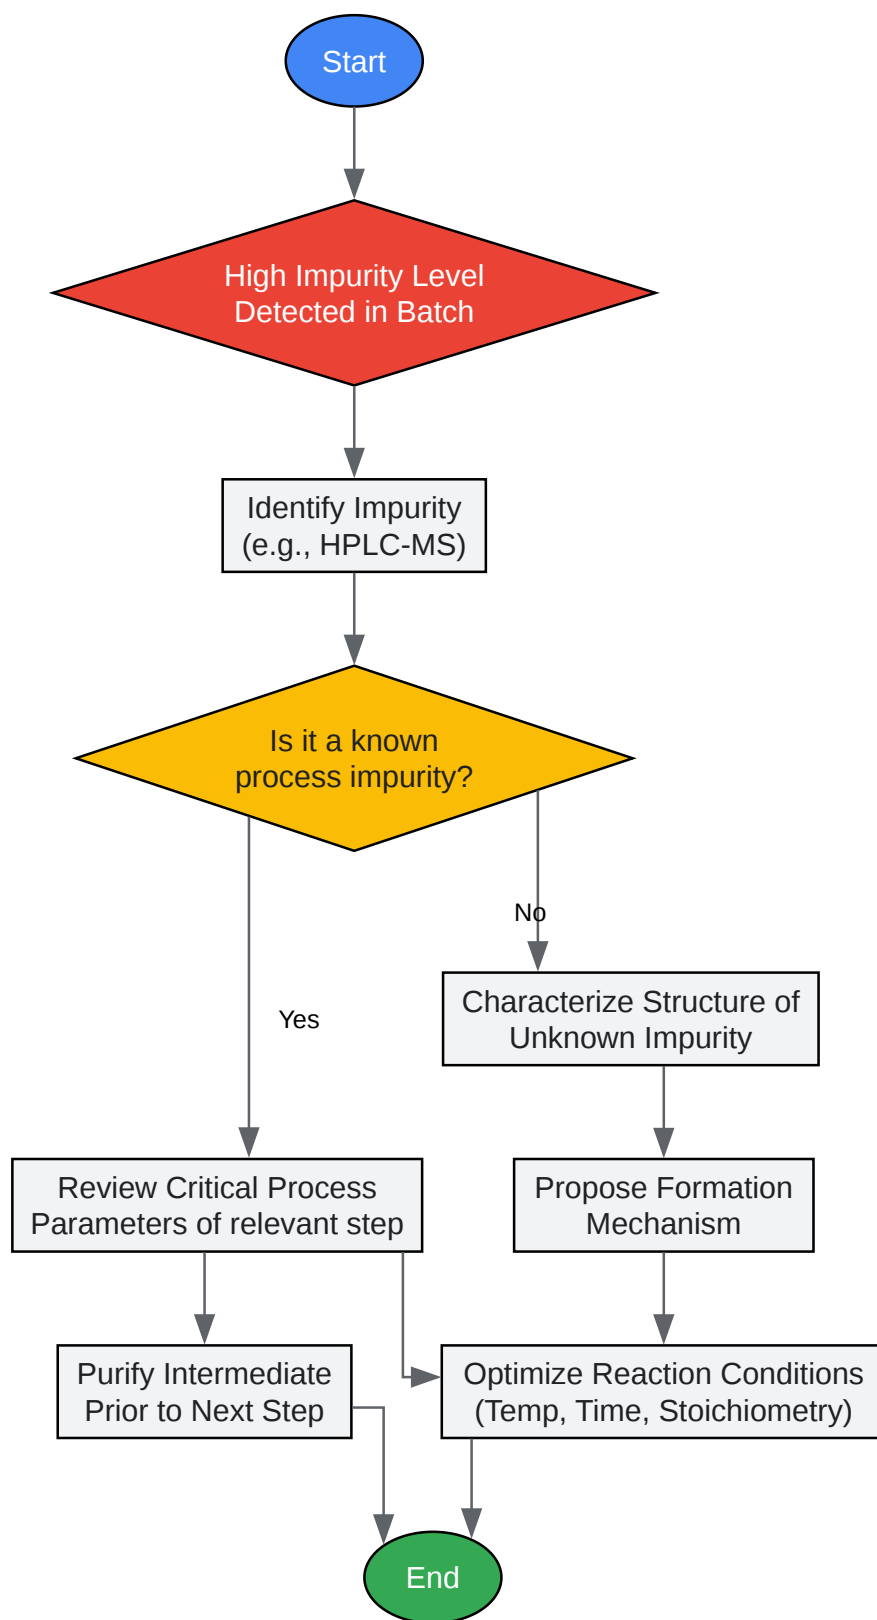 Start
High Impurity Level
Detected in Batch
Identify Impurity
(e.g., HPLC-MS)
Is it a known
process impurity?
No
Yes
Characterize Structure of
Unknown Impurity
Review Critical Process
Parameters of relevant step
Propose Formation
Mechanism
Purify Intermediate
Prior to Next Step
Optimize Reaction Conditions
(Temp, Time, Stoichiometry)
End